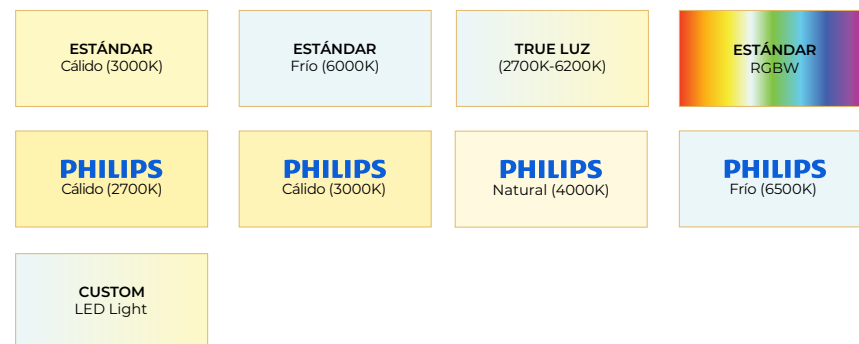 ESTÁNDAR
Cálido (3000K)
ESTÁNDAR
Frío (6000K)
TRUE LUZ
(2700K-6200K)
ESTÁNDAR
RGBW
PHILIPS
Cálido (2700K)
PHILIPS
Cálido (3000K)
PHILIPS
Natural (4000K)
PHILIPS
Frío (6500K)
CUSTOM
LED Light